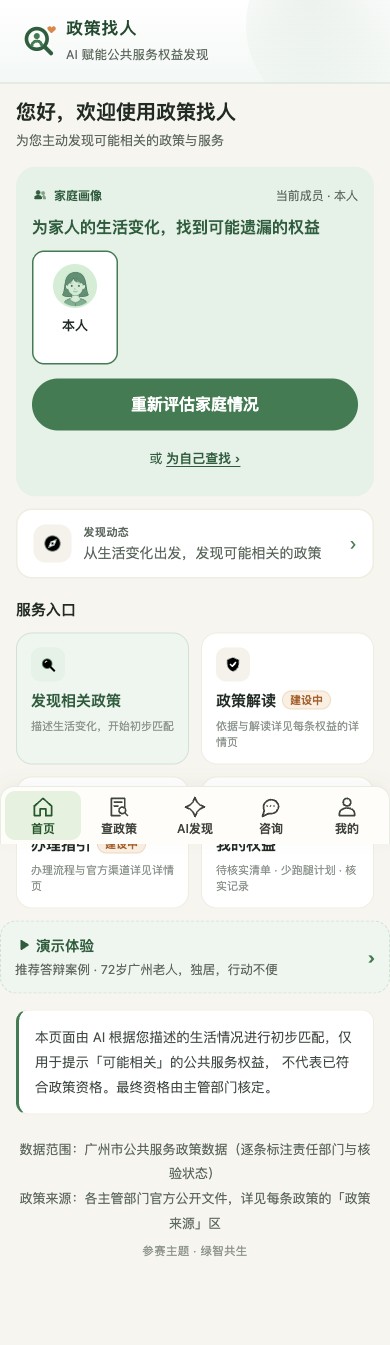 政策找人
AI 赋能公共服务权益发现
您好，欢迎使用政策找人
为您主动发现可能相关的政策与服务
家庭画像
当前成员 · 本人
为家人的生活变化，找到可能遗漏的权益
本人
重新评估家庭情况
或 为自己查找 ›
发现动态
从生活变化出发，发现可能相关的政策
服务入口
发现相关政策
描述生活变化，开始初步匹配
政策解读 建设中
依据与解读详见每条权益的详
情页
首页
查政策
AI发现
咨询
我的
办理指引 建设中
办理流程与官方渠道详见详情
页
我的权益
待核实清单 · 少跑腿计划 · 核
实记录
演示体验
推荐答辩案例 · 72岁广州老人，独居，行动不便
本页面由 AI 根据您描述的生活情况进行初步匹配，仅
用于提示「可能相关」的公共服务权益， 不代表已符
合政策资格。最终资格由主管部门核定。
数据范围：广州市公共服务政策数据（逐条标注责任部门与核
验状态）
政策来源：各主管部门官方公开文件，详见每条政策的「政策
来源」区
参赛主题 · 绿智共生